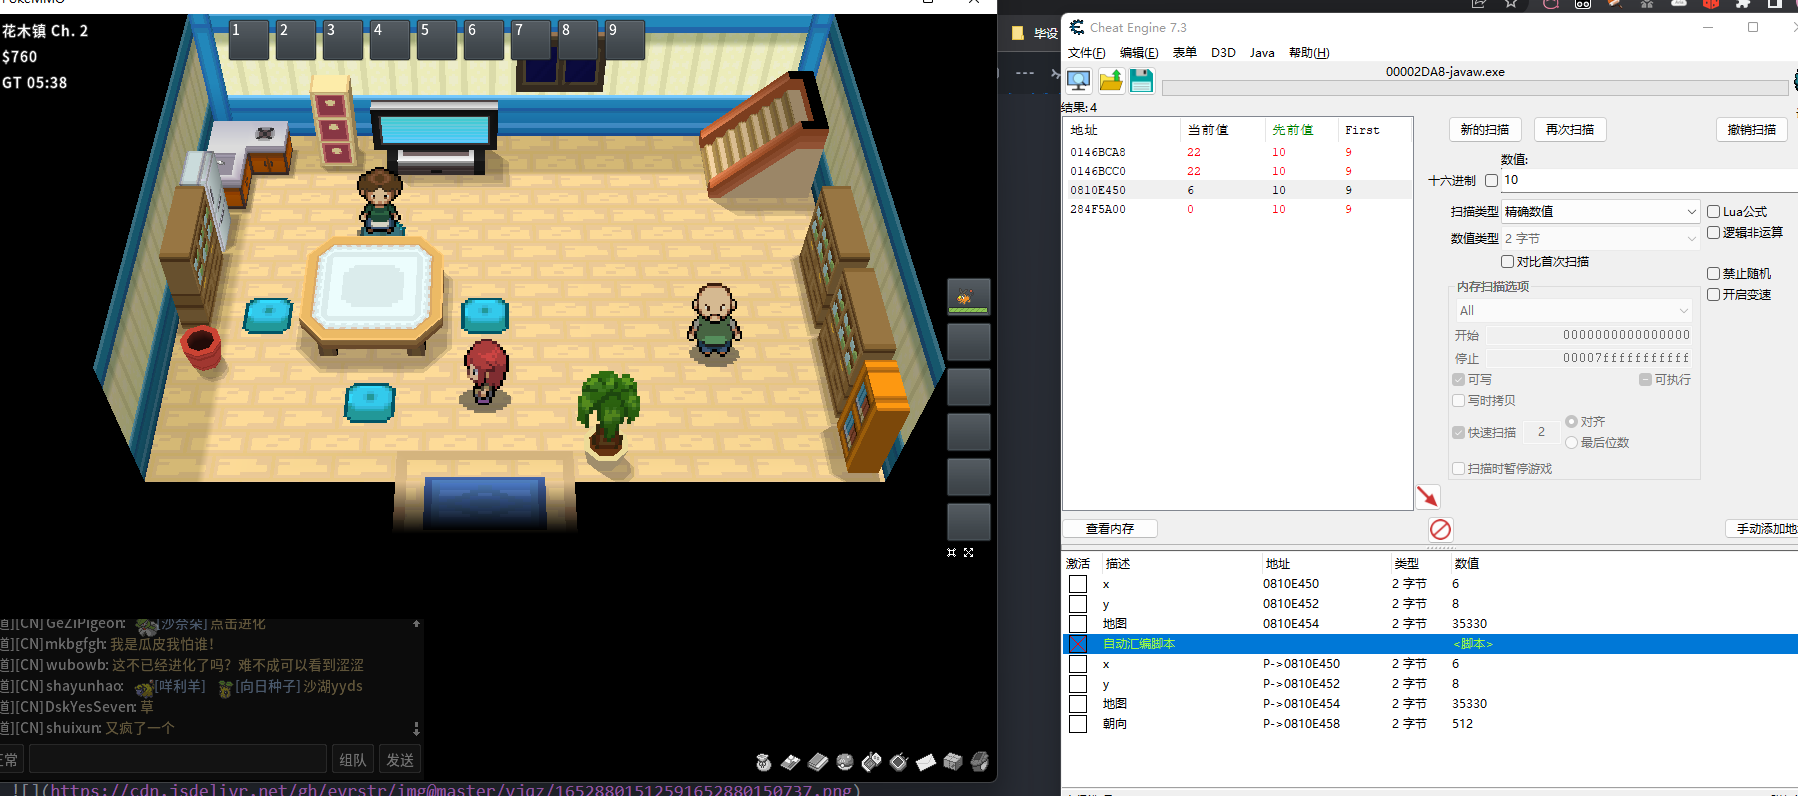 PokeMMO
花木镇 Ch. 2
$760
GT 05:38
1 2 3 4 5 6 7 8 9
道][CN]GeZiPigeon: [沙奈朵]点击进化
道][CN]mkbgfgh: 我是瓜皮我怕谁!
道][CN]wubowb: 这不已经进化了吗? 难不成可以看到涩涩
道][CN]shayunhao: [咩利羊] [向日种子]沙湖yyds
道][CN]DskYesSeven: 草
道][CN]shuixun: 又疯了一个
正常 组队 发送
![](https://cdn.jsdelivr.net/gh/evrstr/img@master/yjqz/165288015125916528801507​37.png)
毕设
Cheat Engine 7.3
文件(F) 编辑(E) 表单 D3D Java 帮助(H)
00002DA8-javaw.exe
结果: 4
地址 当前值 先前值 First
0146BCA8 22 10 9
0146BCC0 22 10 9
0810E450 6 10 9
284F5A00 0 10 9
新的扫描 再次扫描 撤销扫描
数值:
十六进制 10
扫描类型 精确数值 Lua公式
数值类型 2 字节 逻辑非运算
对比首次扫描
内存扫描选项 禁止随机
All 开启变速
开始 0000000000000000
停止 00007fffffffffff
可写 可执行
写时拷贝
快速扫描 2 对齐
最后位数
扫描时暂停游戏
查看内存 手动添加地
激活 描述 地址 类型 数值
x 0810E450 2 字节 6
y 0810E452 2 字节 8
地图 0810E454 2 字节 35330
自动汇编脚本 <脚本>
x P->0810E450 2 字节 6
y P->0810E452 2 字节 8
地图 P->0810E454 2 字节 35330
朝向 P->0810E458 2 字节 512